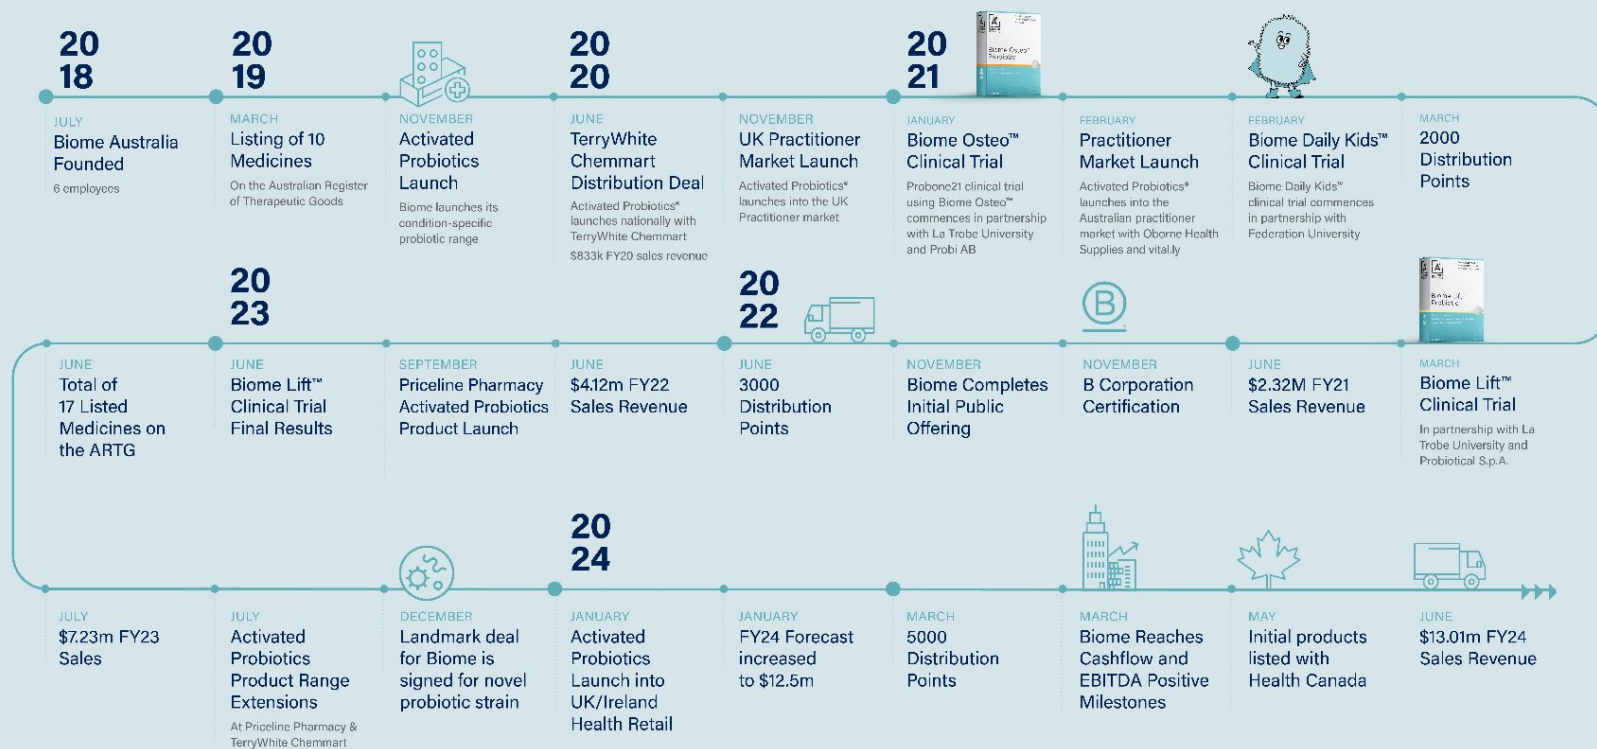 20
18
JULY
Biome Australia
Founded
6 employees
20
19
MARCH
Listing of 10
Medicines
On the Australian Register
of Therapeutic Goods
NOVEMBER
Activated
Probiotics
Launch
Biome launches its
condition-specific
probiotic range
20
20
JUNE
TerryWhite
Chemmart
Distribution Deal
Activated Probiotics®
launches nationally with
TerryWhite Chemmart
$833k FY20 sales revenue
NOVEMBER
UK Practitioner
Market Launch
Activated Probiotics®
launches into the UK
Practitioner market
20
21
Biome Osteo™
Probiotic
JANUARY
Biome Osteo™
Clinical Trial
Probone21 clinical trial
using Biome Osteo™
commences in partnership
with La Trobe University
and Probi AB
FEBRUARY
Practitioner
Market Launch
Activated Probiotics®
launches into the
Australian practitioner
market with Oborne Health
Supplies and vital.ly
FEBRUARY
Biome Daily Kids™
Clinical Trial
Biome Daily Kids™
clinical trial commences
in partnership with
Federation University
MARCH
2000
Distribution
Points
Biome Lift
Probiotic
MARCH
Biome Lift™
Clinical Trial
In partnership with La
Trobe University and
Probiotical S.p.A.
JUNE
$2.32M FY21
Sales Revenue
B
NOVEMBER
B Corporation
Certification
NOVEMBER
Biome Completes
Initial Public
Offering
20
22
JUNE
3000
Distribution
Points
JUNE
$4.12m FY22
Sales Revenue
SEPTEMBER
Priceline Pharmacy
Activated Probiotics
Product Launch
20
23
JUNE
Biome Lift™
Clinical Trial
Final Results
JUNE
Total of
17 Listed
Medicines on
the ARTG
JULY
$7.23m FY23
Sales
JULY
Activated
Probiotics
Product Range
Extensions
At Priceline Pharmacy &
TerryWhite Chemmart
DECEMBER
Landmark deal
for Biome is
signed for novel
probiotic strain
20
24
JANUARY
Activated
Probiotics
Launch into
UK/Ireland
Health Retail
JANUARY
FY24 Forecast
increased
to $12.5m
MARCH
5000
Distribution
Points
MARCH
Biome Reaches
Cashflow and
EBITDA Positive
Milestones
MAY
Initial products
listed with
Health Canada
JUNE
$13.01m FY24
Sales Revenue